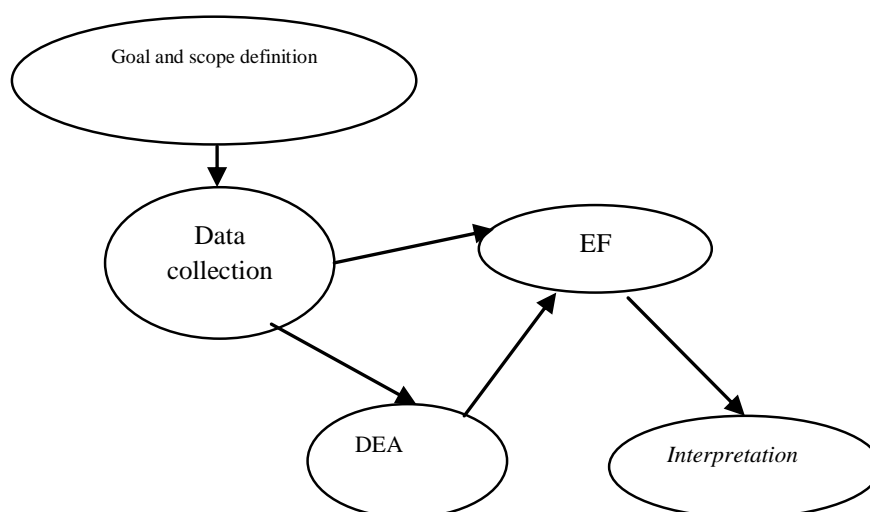 Goal and scope definition
Data
collection
EF
DEA
Interpretation